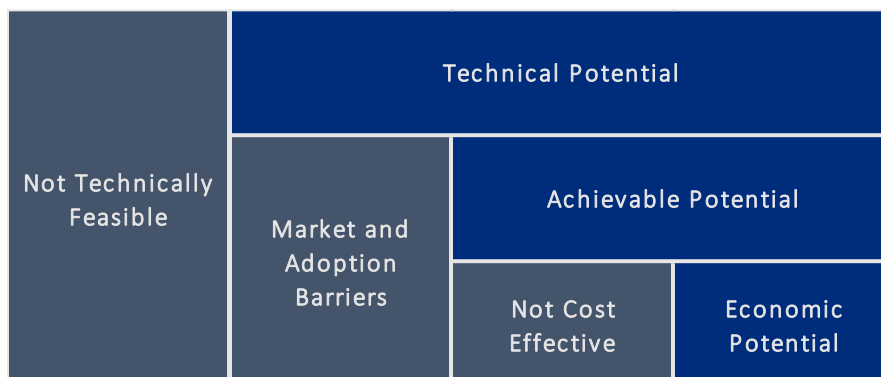 Technical Potential
Not Technically
Feasible
Achievable Potential
Market and
Adoption
Barriers
Not Cost
Effective
Economic
Potential